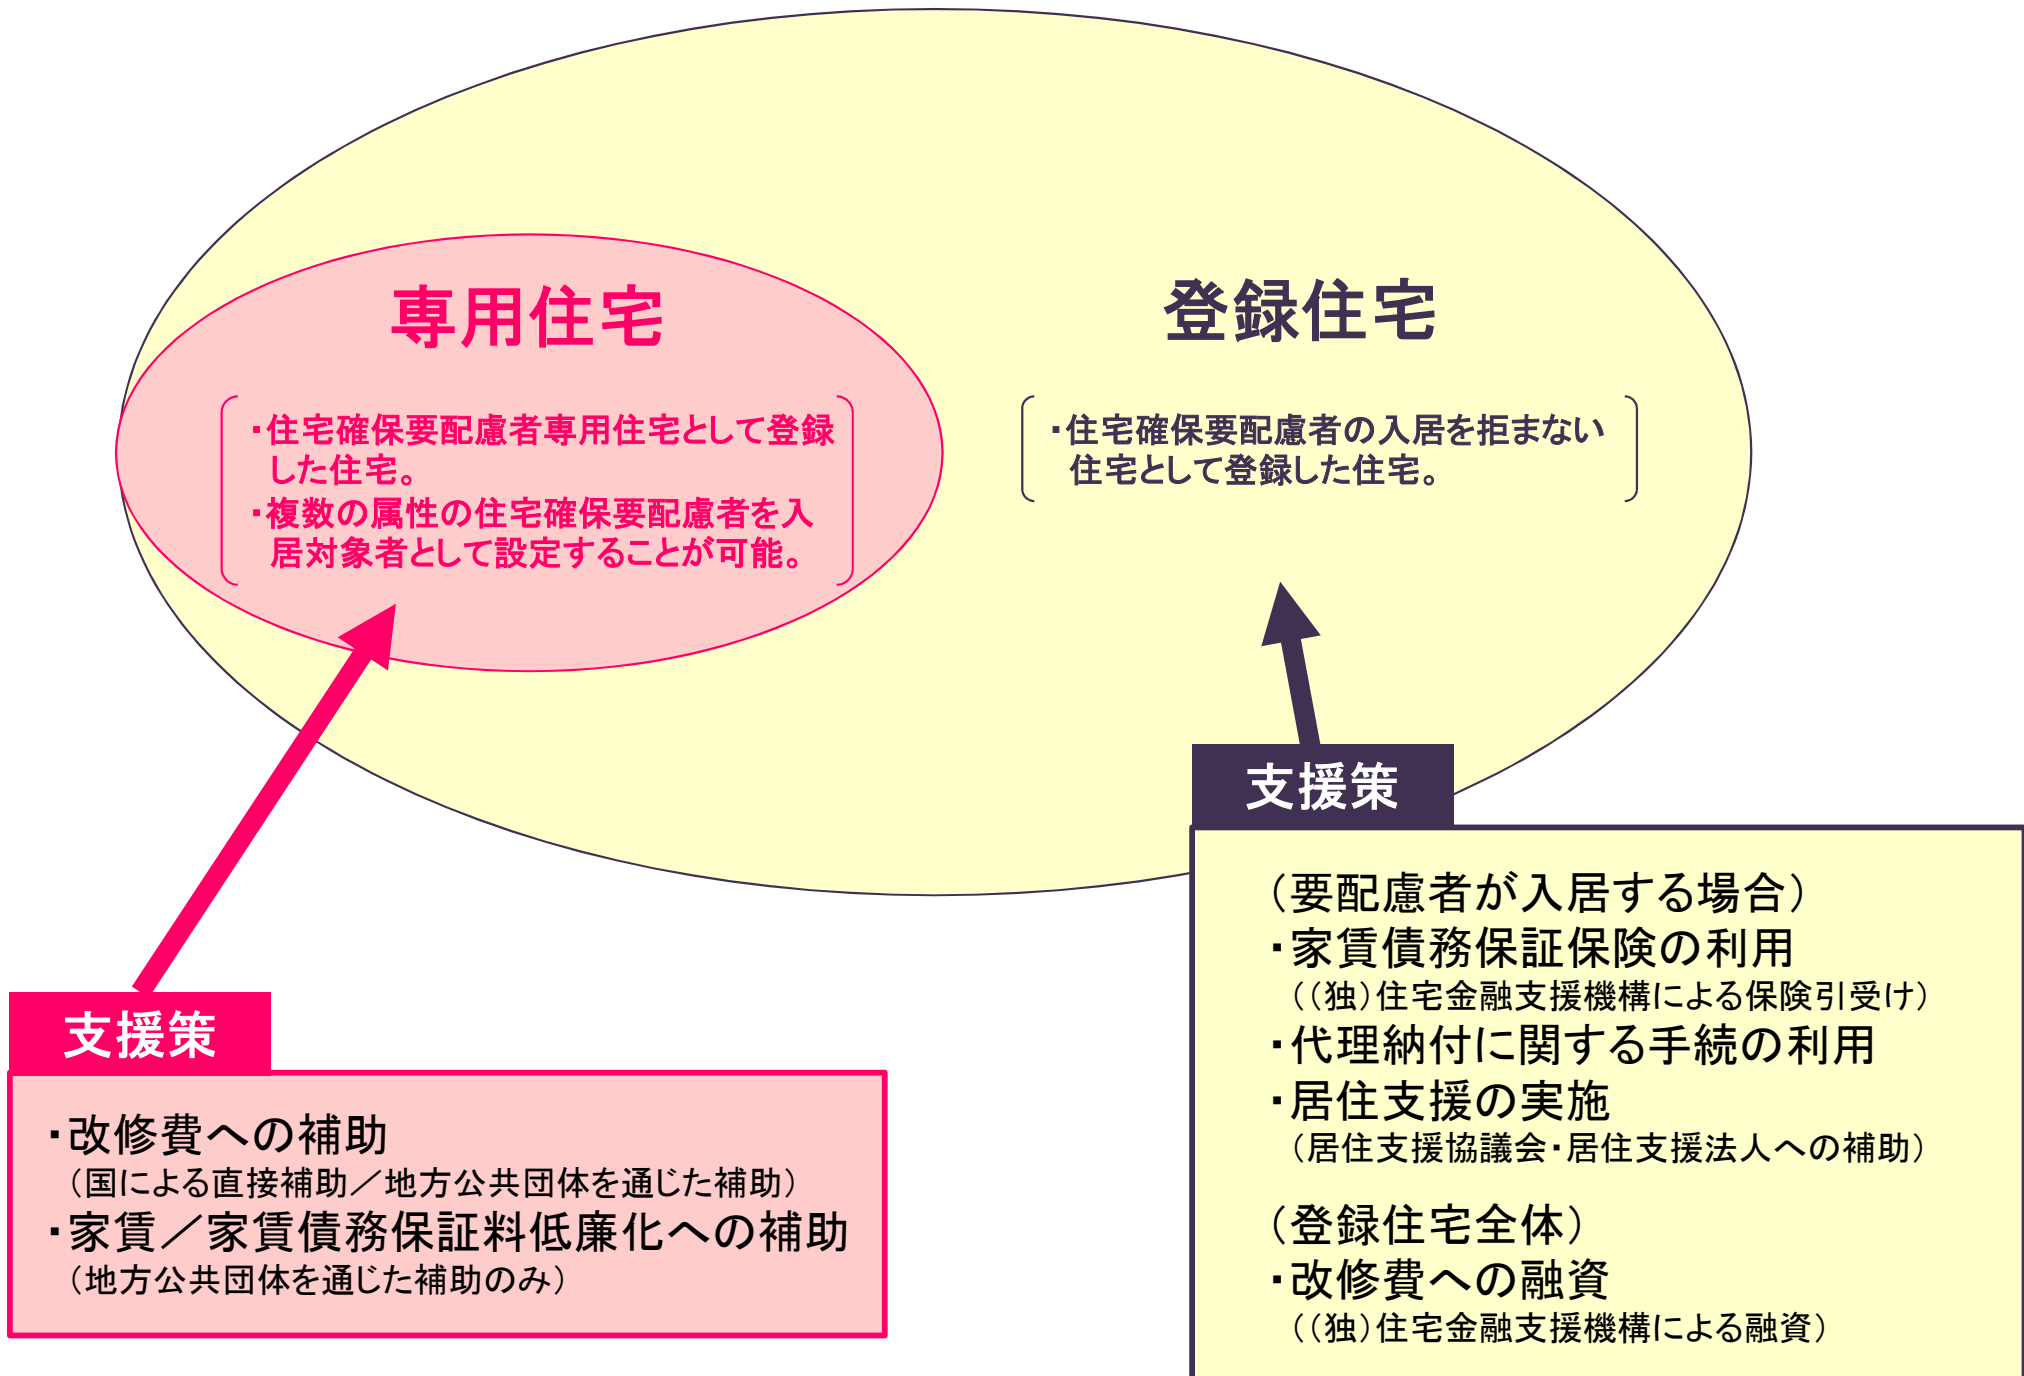 専用住宅
・住宅確保要配慮者専用住宅として登録
した住宅。
・複数の属性の住宅確保要配慮者を入
居対象者として設定することが可能。
登録住宅
・住宅確保要配慮者の入居を拒まない
住宅として登録した住宅。
支援策
・改修費への補助
（国による直接補助／地方公共団体を通じた補助）
・家賃／家賃債務保証料低廉化への補助
（地方公共団体を通じた補助のみ）
支援策
（要配慮者が入居する場合）
・家賃債務保証保険の利用
（（独）住宅金融支援機構による保険引受け）
・代理納付に関する手続の利用
・居住支援の実施
（居住支援協議会・居住支援法人への補助）
（登録住宅全体）
・改修費への融資
（（独）住宅金融支援機構による融資）